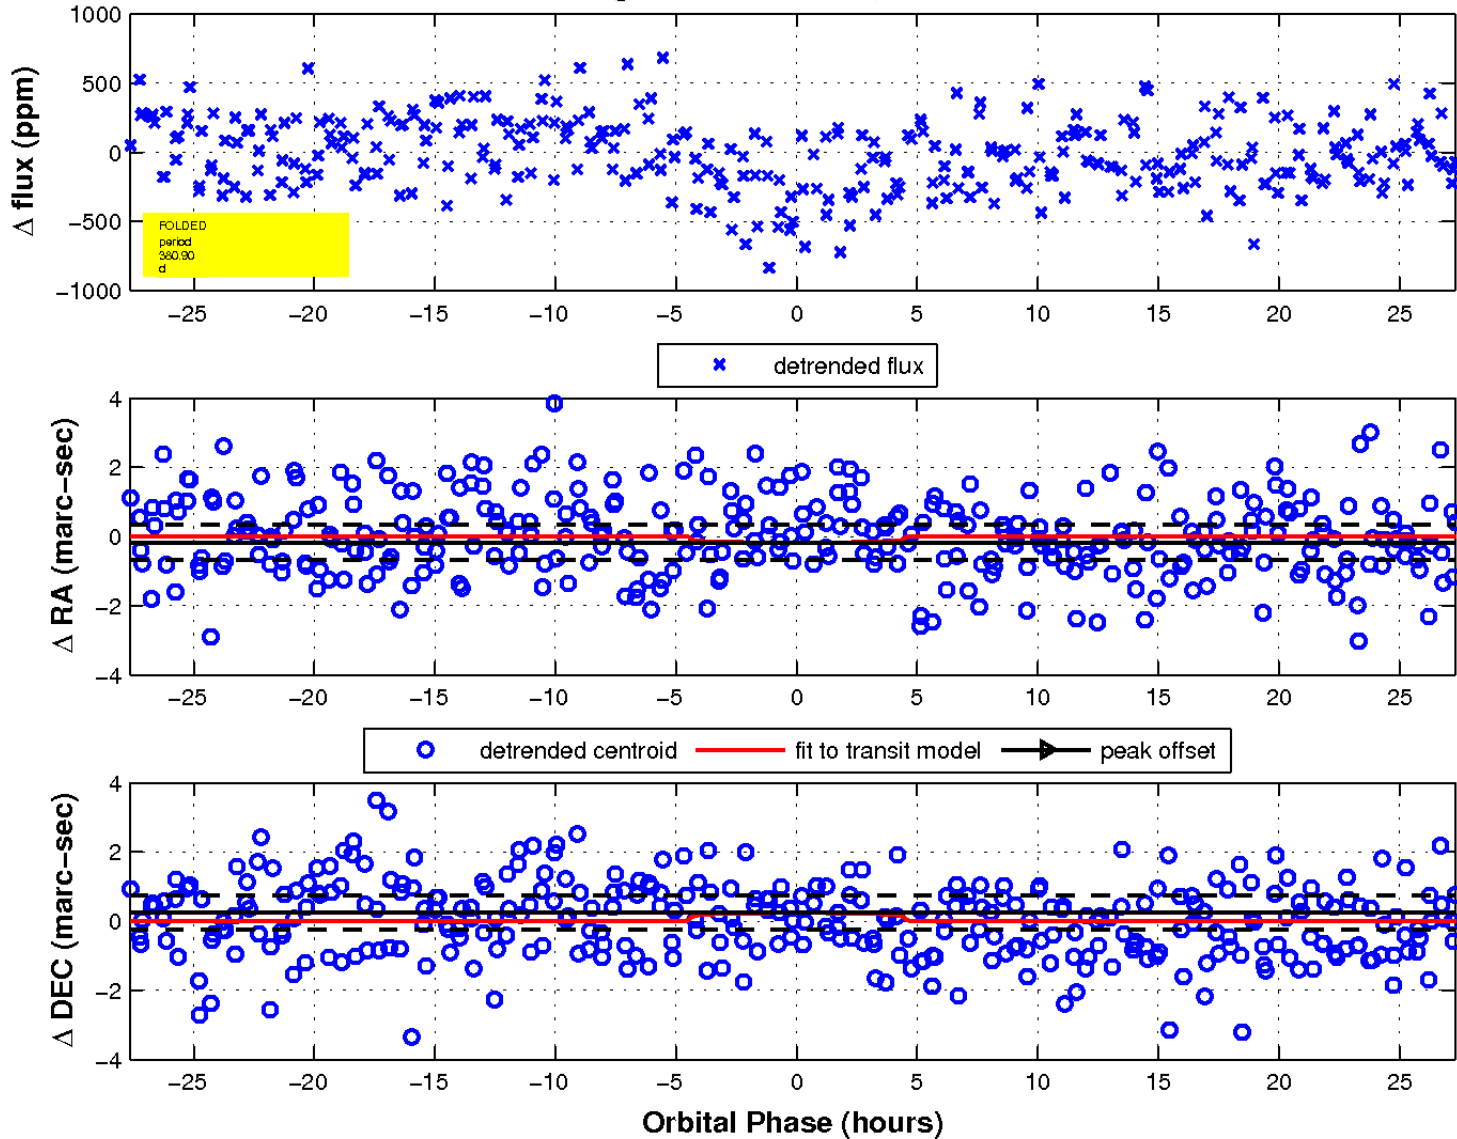 1000
500
0
−500
−1000
Δ flux (ppm)
FOLDED
period
380.90
d
−25 −20 −15 −10 −5 0 5 10 15 20 25
detrended flux
4
2
0
−2
−4
Δ RA (marc−sec)
−25 −20 −15 −10 −5 0 5 10 15 20 25
detrended centroid fit to transit model peak offset
4
2
0
−2
−4
Δ DEC (marc−sec)
−25 −20 −15 −10 −5 0 5 10 15 20 25
Orbital Phase (hours)